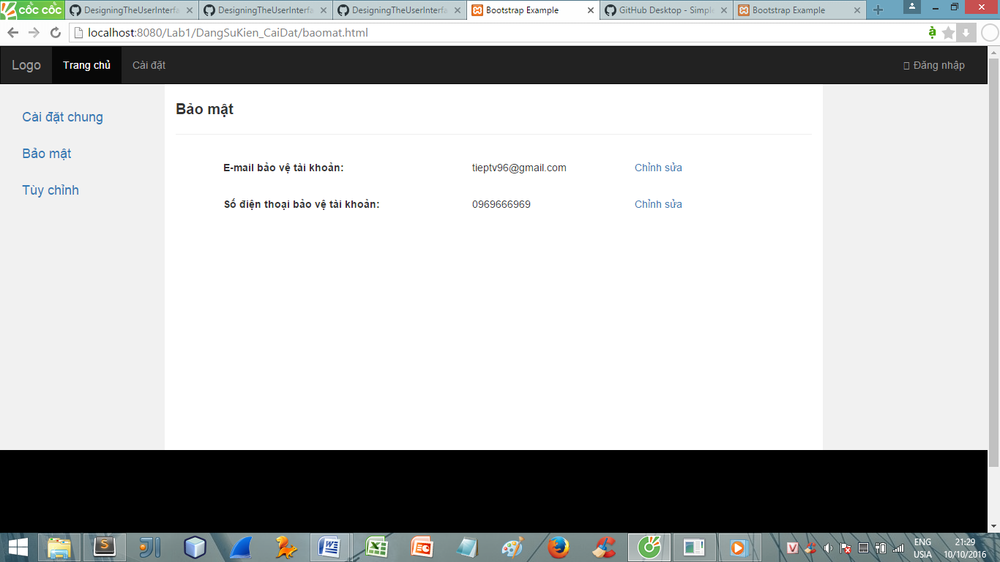 cốc cốc
DesigningTheUserInterfa
DesigningTheUserInterfa
DesigningTheUserInterfa
Bootstrap Example
GitHub Desktop - Simple
Bootstrap Example
localhost:8080/Lab1/DangSuKien_CaiDat/baomat.html
Logo
Trang chủ
Cài đặt
Đăng nhập
Cài đặt chung
Bảo mật
Tùy chỉnh
Bảo mật
E-mail bảo vệ tài khoản: tieptv96@gmail.com Chỉnh sửa
Số điện thoại bảo vệ tài khoản: 0969666969 Chỉnh sửa
ENG
USIA
21:29
10/10/2016